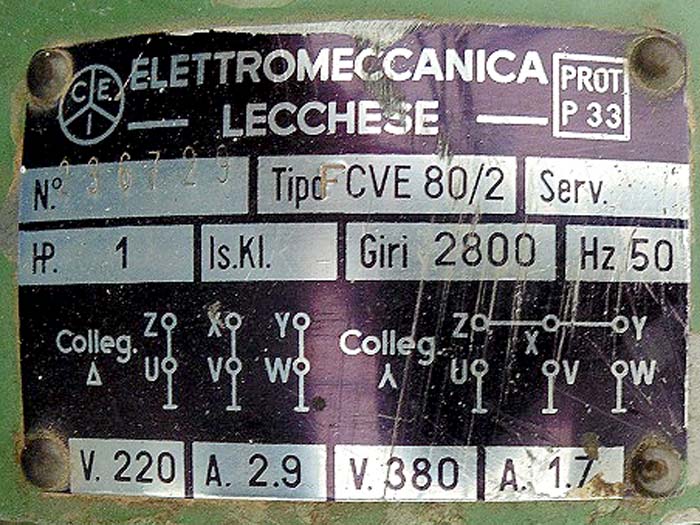 C.E.I ELETTROMECCANICA
LECCHESE
PROT
P 33
N.º 236729 Tipo FCVE 80/2 Serv.
HP. 1 Is.Kl. Giri 2800 Hz 50
Z X Y Z X Y
Colleg. Δ Colleg. Y
U V W U V W
V. 220 A. 2.9 V. 380 A. 1.7